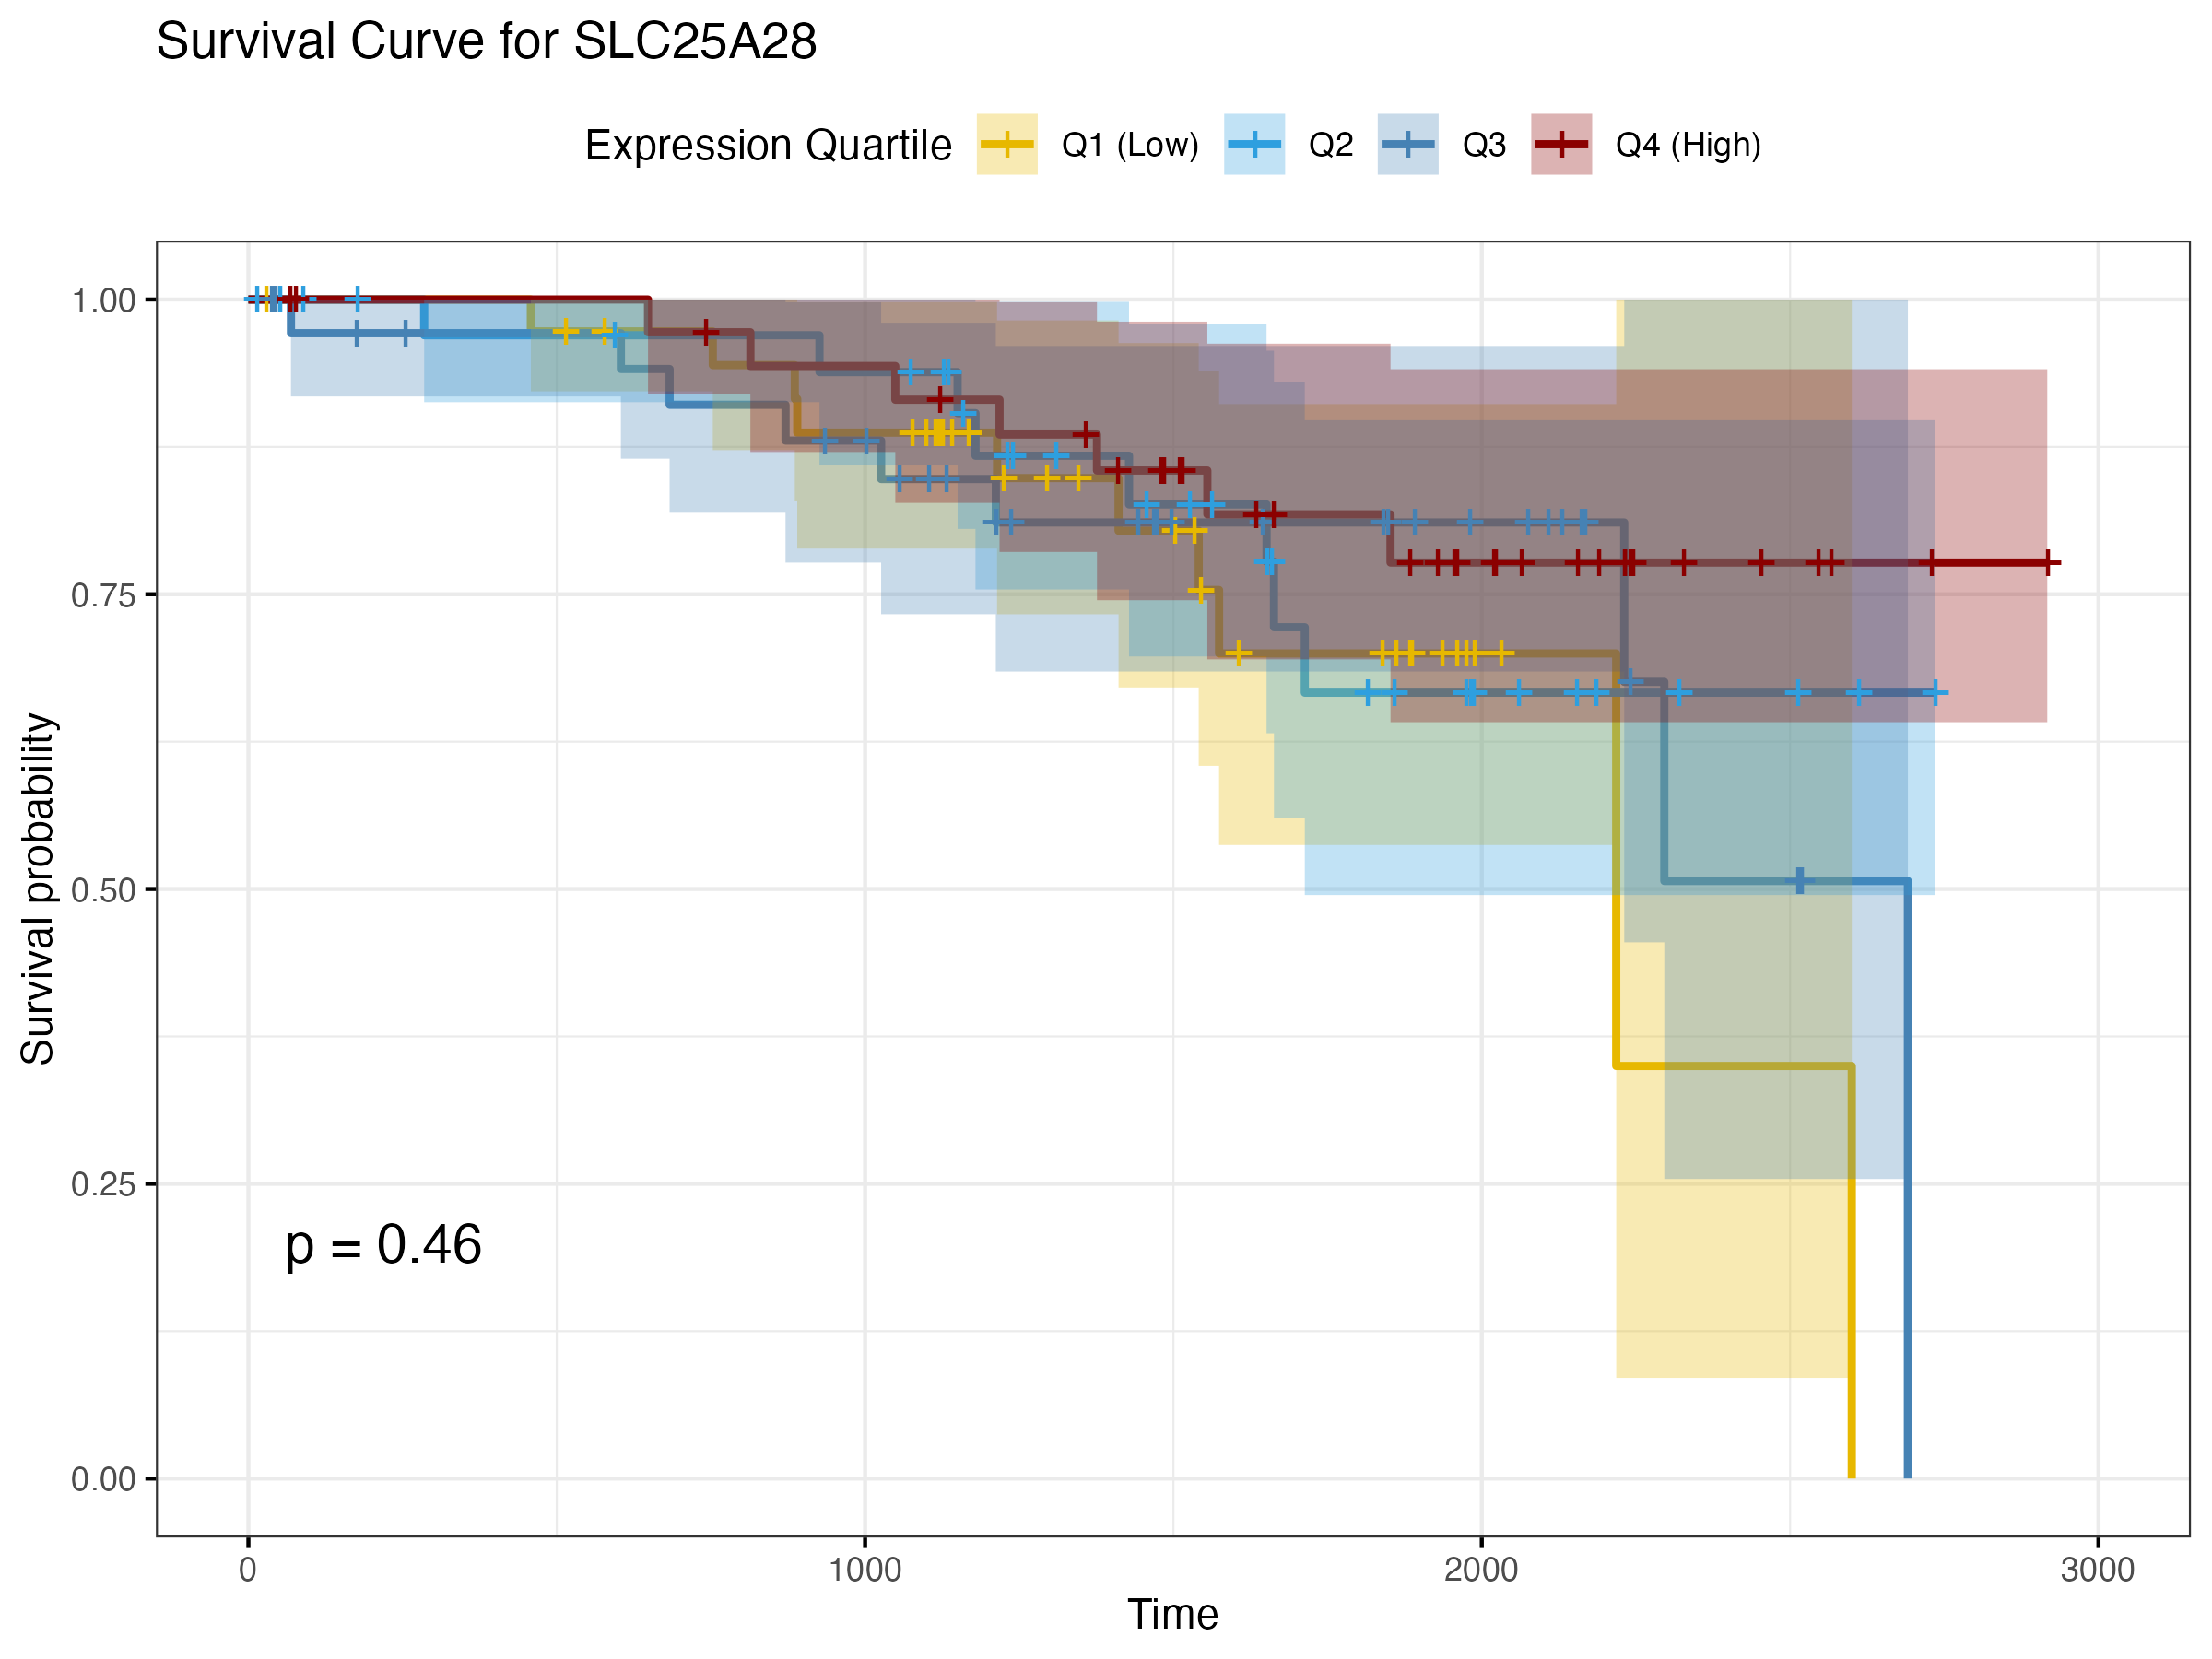 Survival Curve for SLC25A28
Expression Quartile Q1 (Low) Q2 Q3 Q4 (High)
Survival probability
1.00
0.75
0.50
0.25
0.00
p = 0.46
0 1000 2000 3000
Time